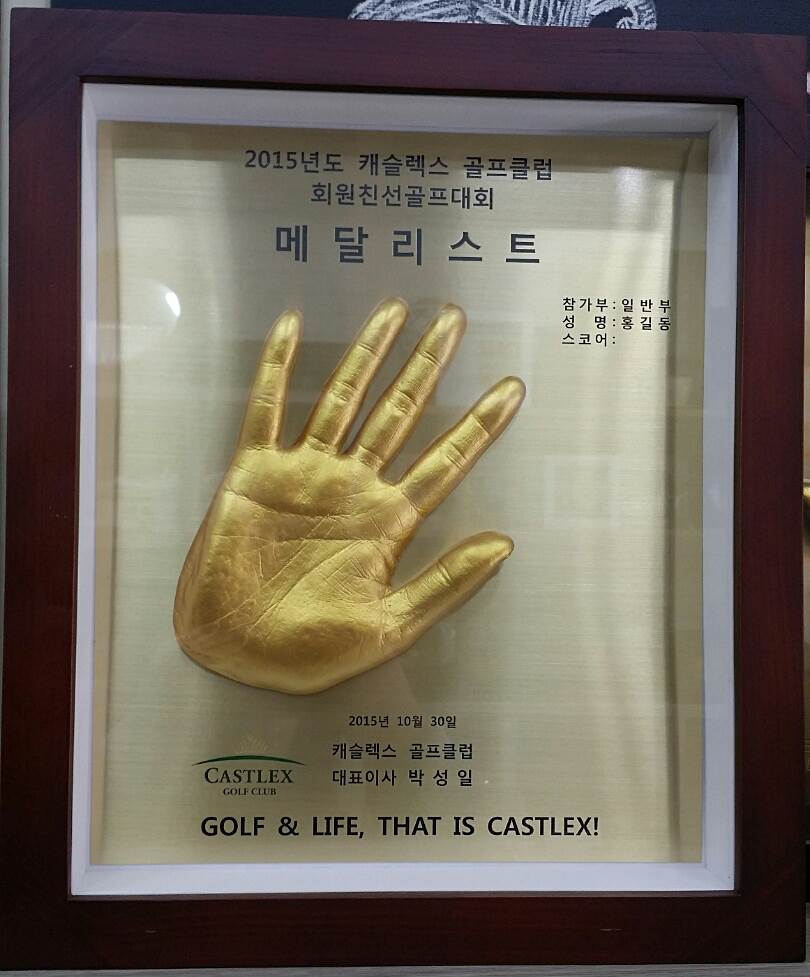 2015년도 캐슬렉스 골프클럽
회원친선골프대회
메 달 리 스 트
참가부 : 일 반 부
성 명 : 홍 길 동
스코어 :
2015년 10월 30일
캐슬렉스 골프클럽
대표이사 박 성 일
CASTLEX
GOLF CLUB
GOLF & LIFE, THAT IS CASTLEX!